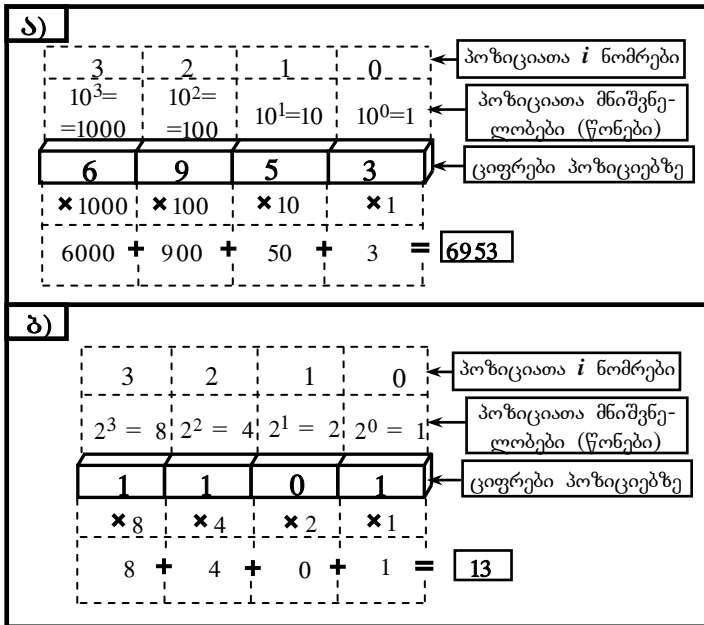 ა)
3 2 1 0
პოზიციათა i ნომრები
10³= 10²=
=1000 =100 10¹=10 10⁰=1
პოზიციათა მნიშვნე-
ლობები (წონები)
6 9 5 3
ციფრები პოზიციებზე
×1000 ×100 ×10 ×1
6000 + 900 + 50 + 3 = 6953
ბ)
3 2 1 0
პოზიციათა i ნომრები
2³ = 8 2² = 4 2¹ = 2 2⁰ = 1
პოზიციათა მნიშვნე-
ლობები (წონები)
1 1 0 1
ციფრები პოზიციებზე
×8 ×4 ×2 ×1
8 + 4 + 0 + 1 = 13